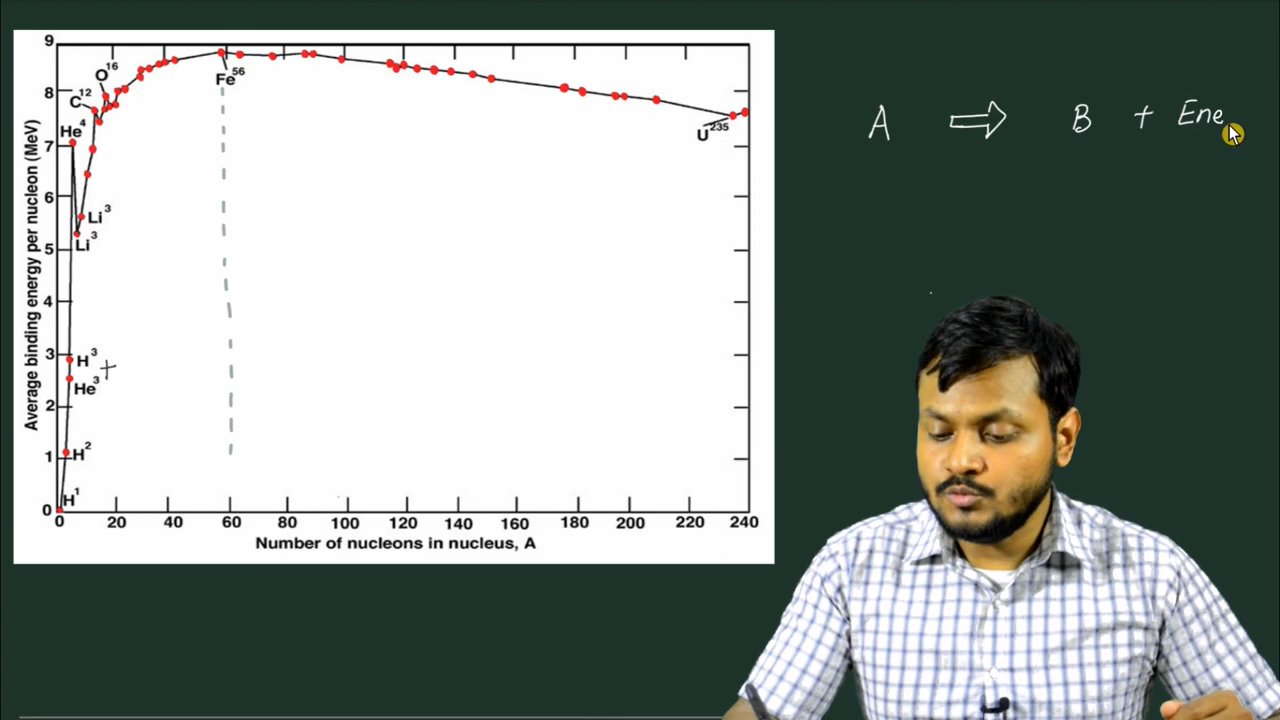 9
8
7
6
5
4
3
2
1
0
Average binding energy per nucleon (MeV)
O16
C12
He4
Li3
Li3
H3 +
He3
H2
H1
Fe56
U235
0 20 40 60 80 100 120 140 160 180 200 220 240
Number of nucleons in nucleus, A
A ⇒ B + Ene